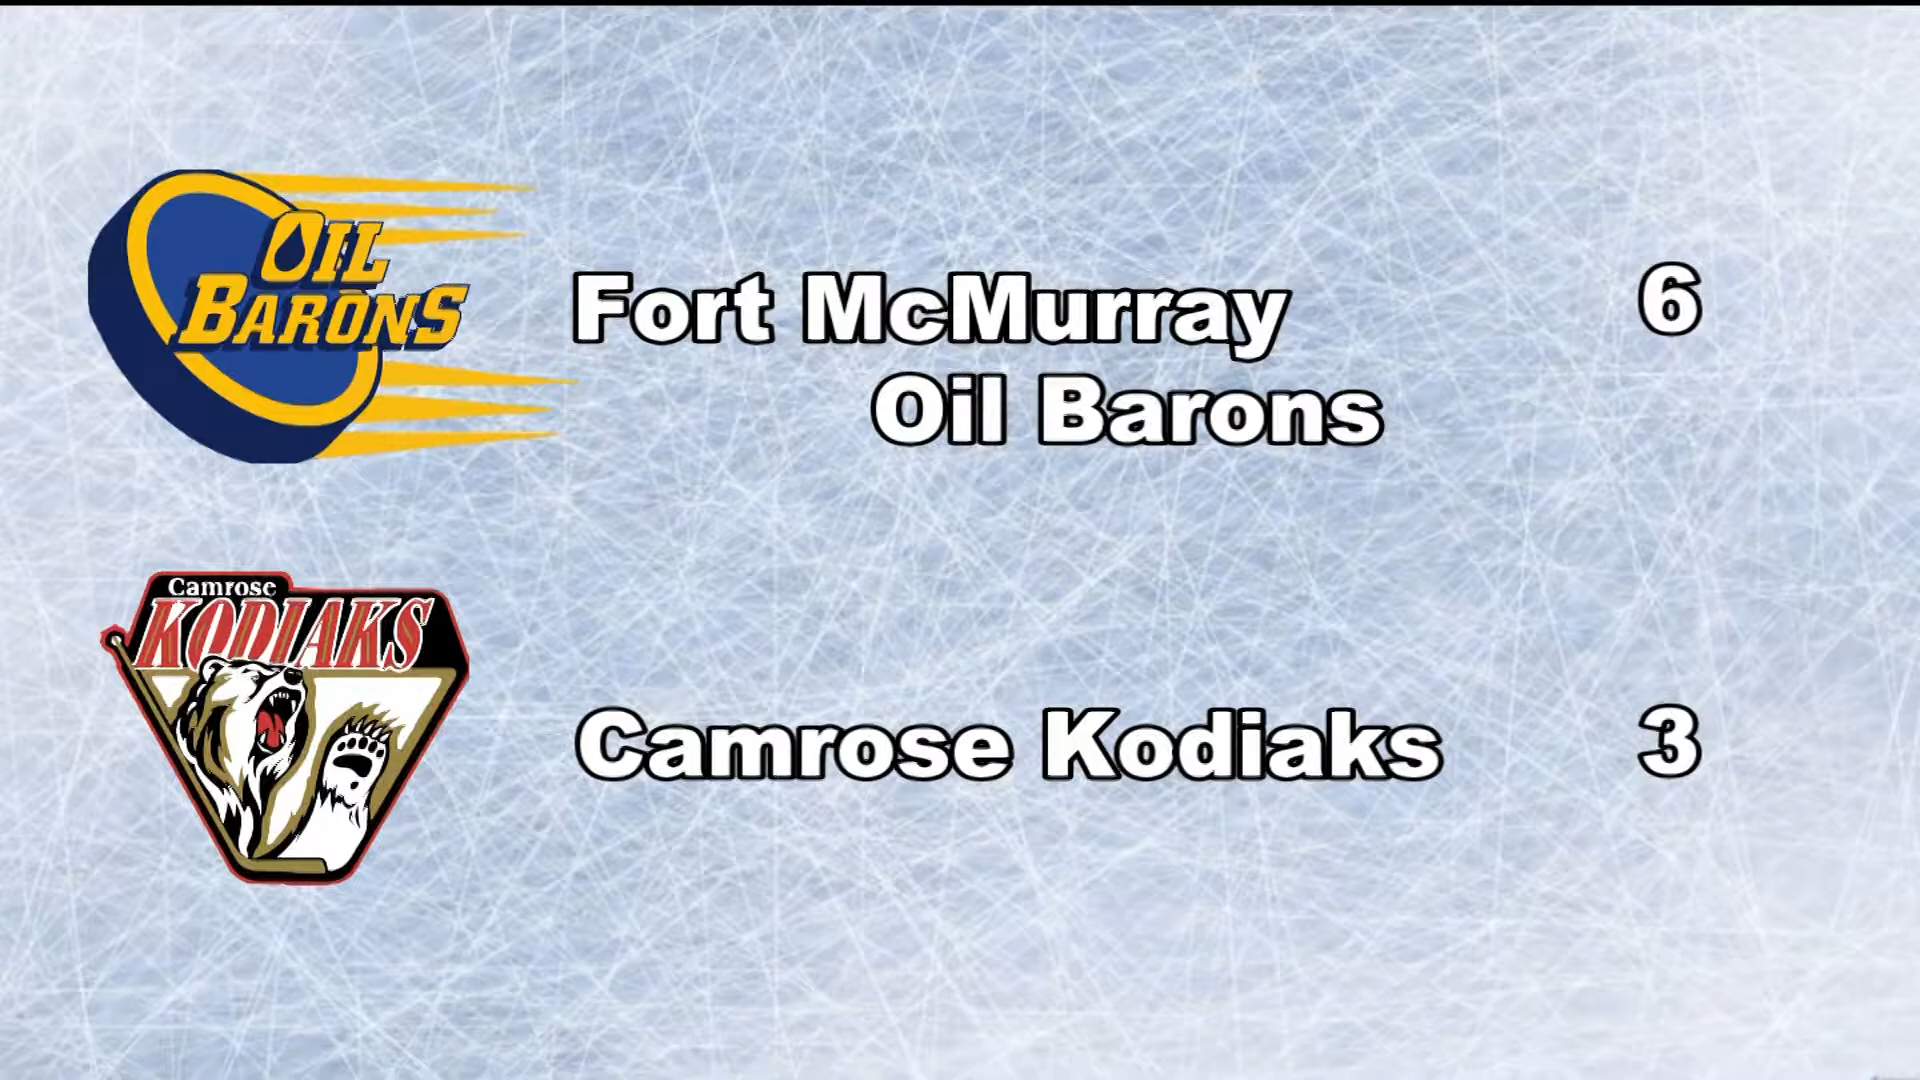 OIL
BARONS
Fort McMurray
Oil Barons
6
Camrose
KODIAKS
Camrose Kodiaks
3